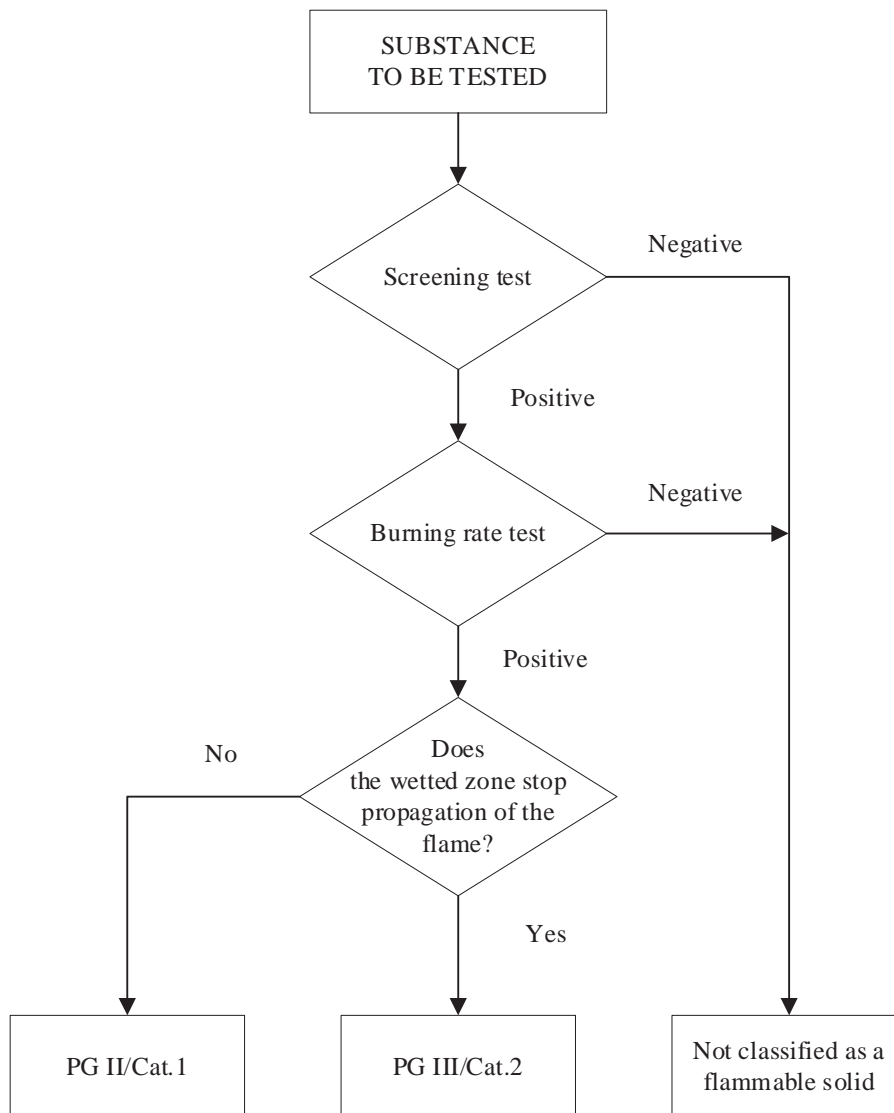 SUBSTANCE
TO BE TESTED
Negative
Screening test
Positive
Negative
Burning rate test
Positive
No
Does
the wetted zone stop
propagation of the
flame?
Yes
PG II/Cat.1
PG III/Cat.2
Not classified as a
flammable solid